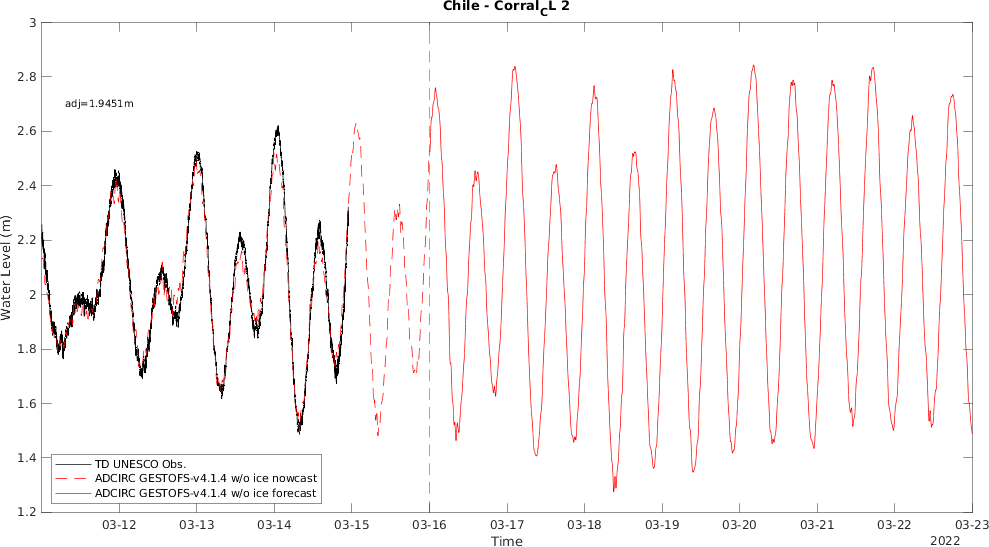 Chile - Corral_CL 2
3
2.8
adj=1.9451m
2.6
2.4
2.2
2
1.8
1.6
1.4
1.2
Water Level (m)
TD UNESCO Obs.
ADCIRC GESTOFS-v4.1.4 w/o ice nowcast
ADCIRC GESTOFS-v4.1.4 w/o ice forecast
03-12 03-13 03-14 03-15 03-16 03-17 03-18 03-19 03-20 03-21 03-22 03-23
Time
2022